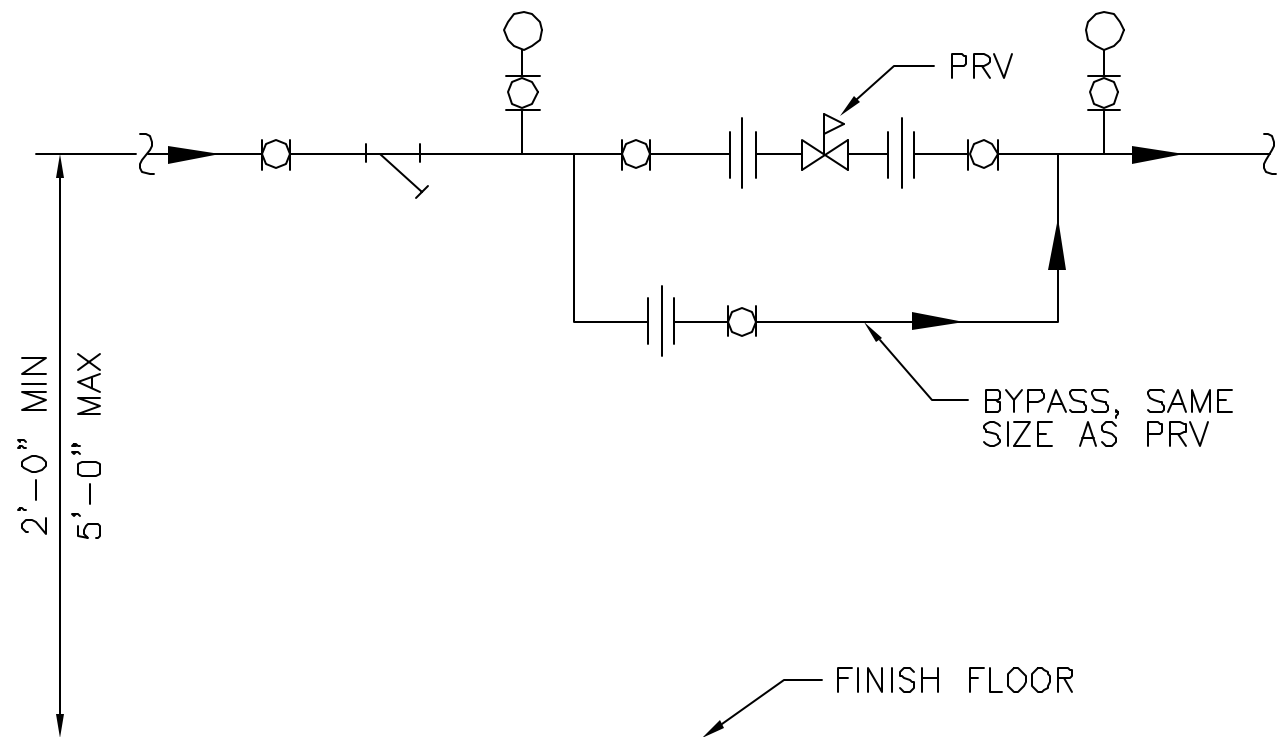 PRV
BYPASS, SAME
SIZE AS PRV
2'-0" MIN
5'-0" MAX
FINISH FLOOR